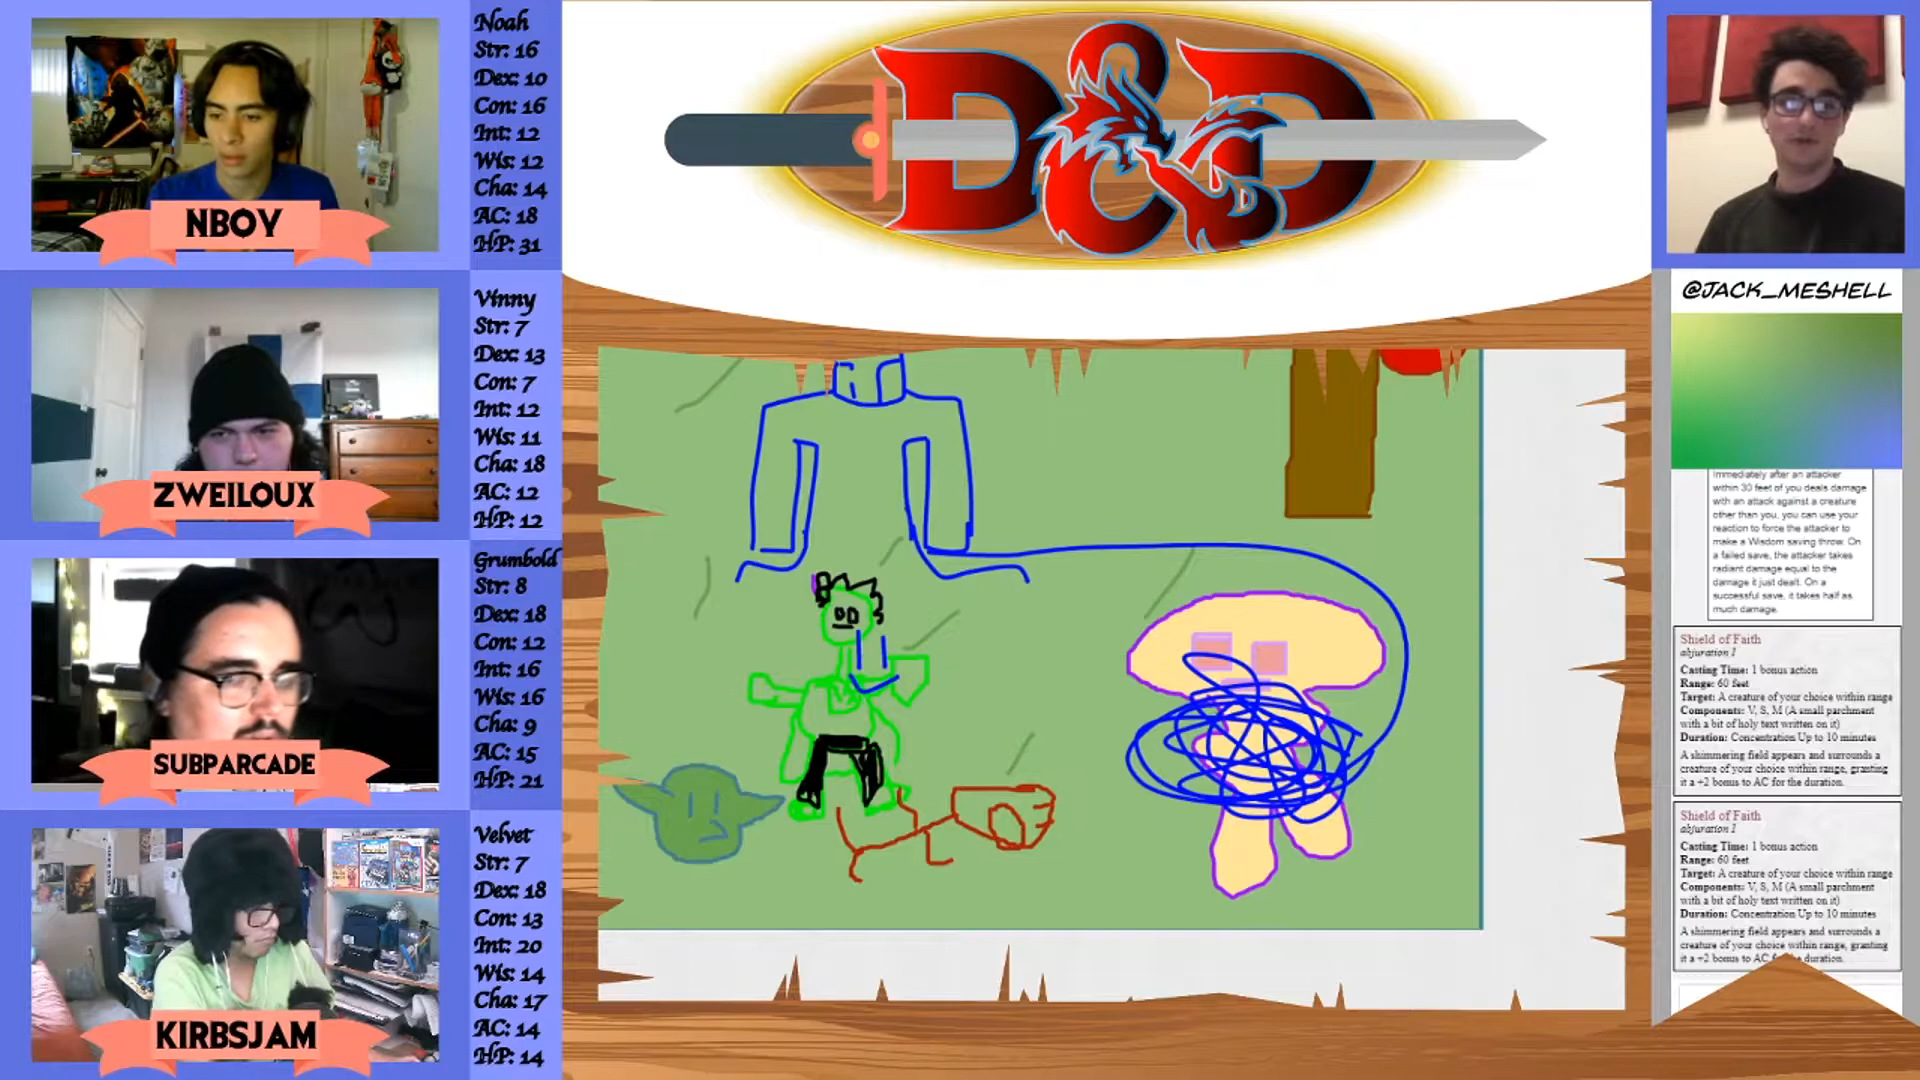 Noah
Str: 16
Dex: 10
Con: 16
Int: 12
Wis: 12
Cha: 14
AC: 18
HP: 31
NBOY
Vinny
Str: 7
Dex: 13
Con: 7
Int: 12
Wis: 11
Cha: 18
AC: 12
HP: 12
ZWEILOUX
Grumbold
Str: 8
Dex: 18
Con: 12
Int: 16
Wis: 16
Cha: 9
AC: 15
HP: 21
SUBPARCADE
Velvet
Str: 7
Dex: 18
Con: 13
Int: 20
Wis: 14
Cha: 17
AC: 14
HP: 14
KIRBSJAM
D&D
@JACK_MESHELL
Immediately after an attacker
within 30 feet of you deals damage
with an attack against a creature
other than you, you can use your
reaction to force the attacker to
make a Wisdom saving throw. On
a failed save, the attacker takes
radiant damage equal to the
damage it just dealt. On a
successful save, it takes half as
much damage.
Shield of Faith
abjuration 1
Casting Time: 1 bonus action
Range: 60 feet
Target: A creature of your choice within range
Components: V, S, M (A small parchment
with a bit of holy text written on it)
Duration: Concentration Up to 10 minutes
A shimmering field appears and surrounds a
creature of your choice within range, granting
it a +2 bonus to AC for the duration.
Shield of Faith
abjuration 1
Casting Time: 1 bonus action
Range: 60 feet
Target: A creature of your choice within range
Components: V, S, M (A small parchment
with a bit of holy text written on it)
Duration: Concentration Up to 10 minutes
A shimmering field appears and surrounds a
creature of your choice within range, granting
it a +2 bonus to AC duration.